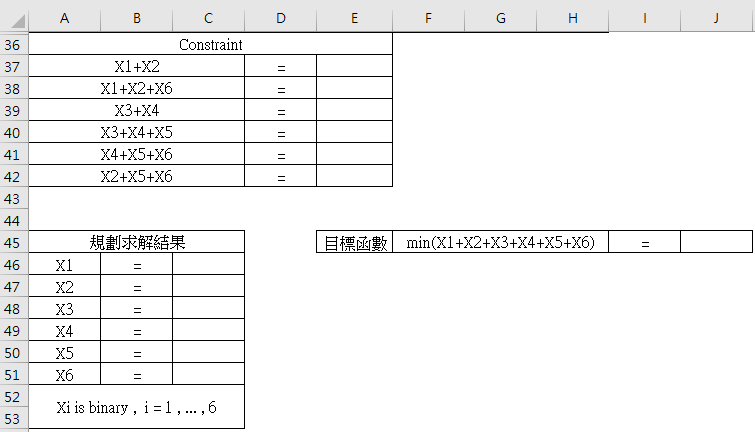 A B C D E F G H I J
36 Constraint
37 X1+X2 =
38 X1+X2+X6 =
39 X3+X4 =
40 X3+X4+X5 =
41 X4+X5+X6 =
42 X2+X5+X6 =
43
44
45 規劃求解結果 目標函數 min(X1+X2+X3+X4+X5+X6) =
46 X1 =
47 X2 =
48 X3 =
49 X4 =
50 X5 =
51 X6 =
52
Xi is binary , i = 1 , ... , 6
53